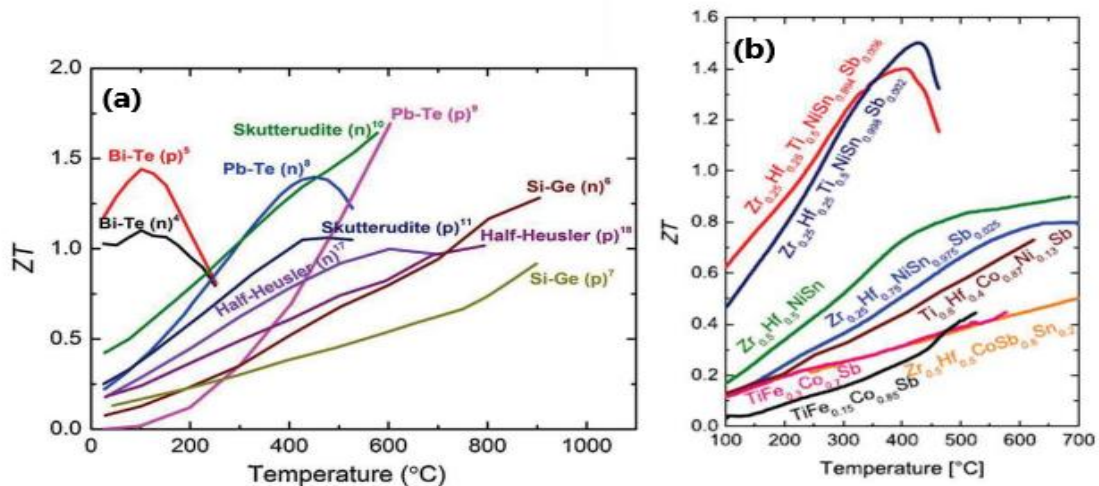 (a)
ZT
2.0
1.5
1.0
0.5
0.0
Bi-Te (p)⁵
Bi-Te (n)⁴
Skutterudite (n)¹⁰
Pb-Te (n)⁸
Pb-Te (p)⁹
Si-Ge (n)⁶
Skutterudite (p)¹¹
Half-Heusler (n)¹⁷
Half-Heusler (p)¹⁸
Si-Ge (p)⁷
0 200 400 600 800 1000
Temperature (°C)
(b)
ZT
1.6
1.4
1.2
1.0
0.8
0.6
0.4
0.2
0.0
Zr₀.₂₅Hf₀.₂₅Ti₀.₅NiSn₀.₉₉₄Sb₀.₀₀₆
Zr₀.₂₅Hf₀.₂₅Ti₀.₅NiSn₀.₉₉₈Sb₀.₀₀₂
Zr₀.₅Hf₀.₅NiSn
Zr₀.₂₅Hf₀.₇₅NiSn₀.₉₇₅Sb₀.₀₂₅
Ti₀.₆Hf₀.₄Co₀.₈₇Ni₀.₁₃Sb
TiFe₀.₃Co₀.₇Sb
Zr₀.₅Hf₀.₅CoSb₀.₈Sn₀.₂
TiFe₀.₁₅Co₀.₈₅Sb
100 200 300 400 500 600 700
Temperature [°C]